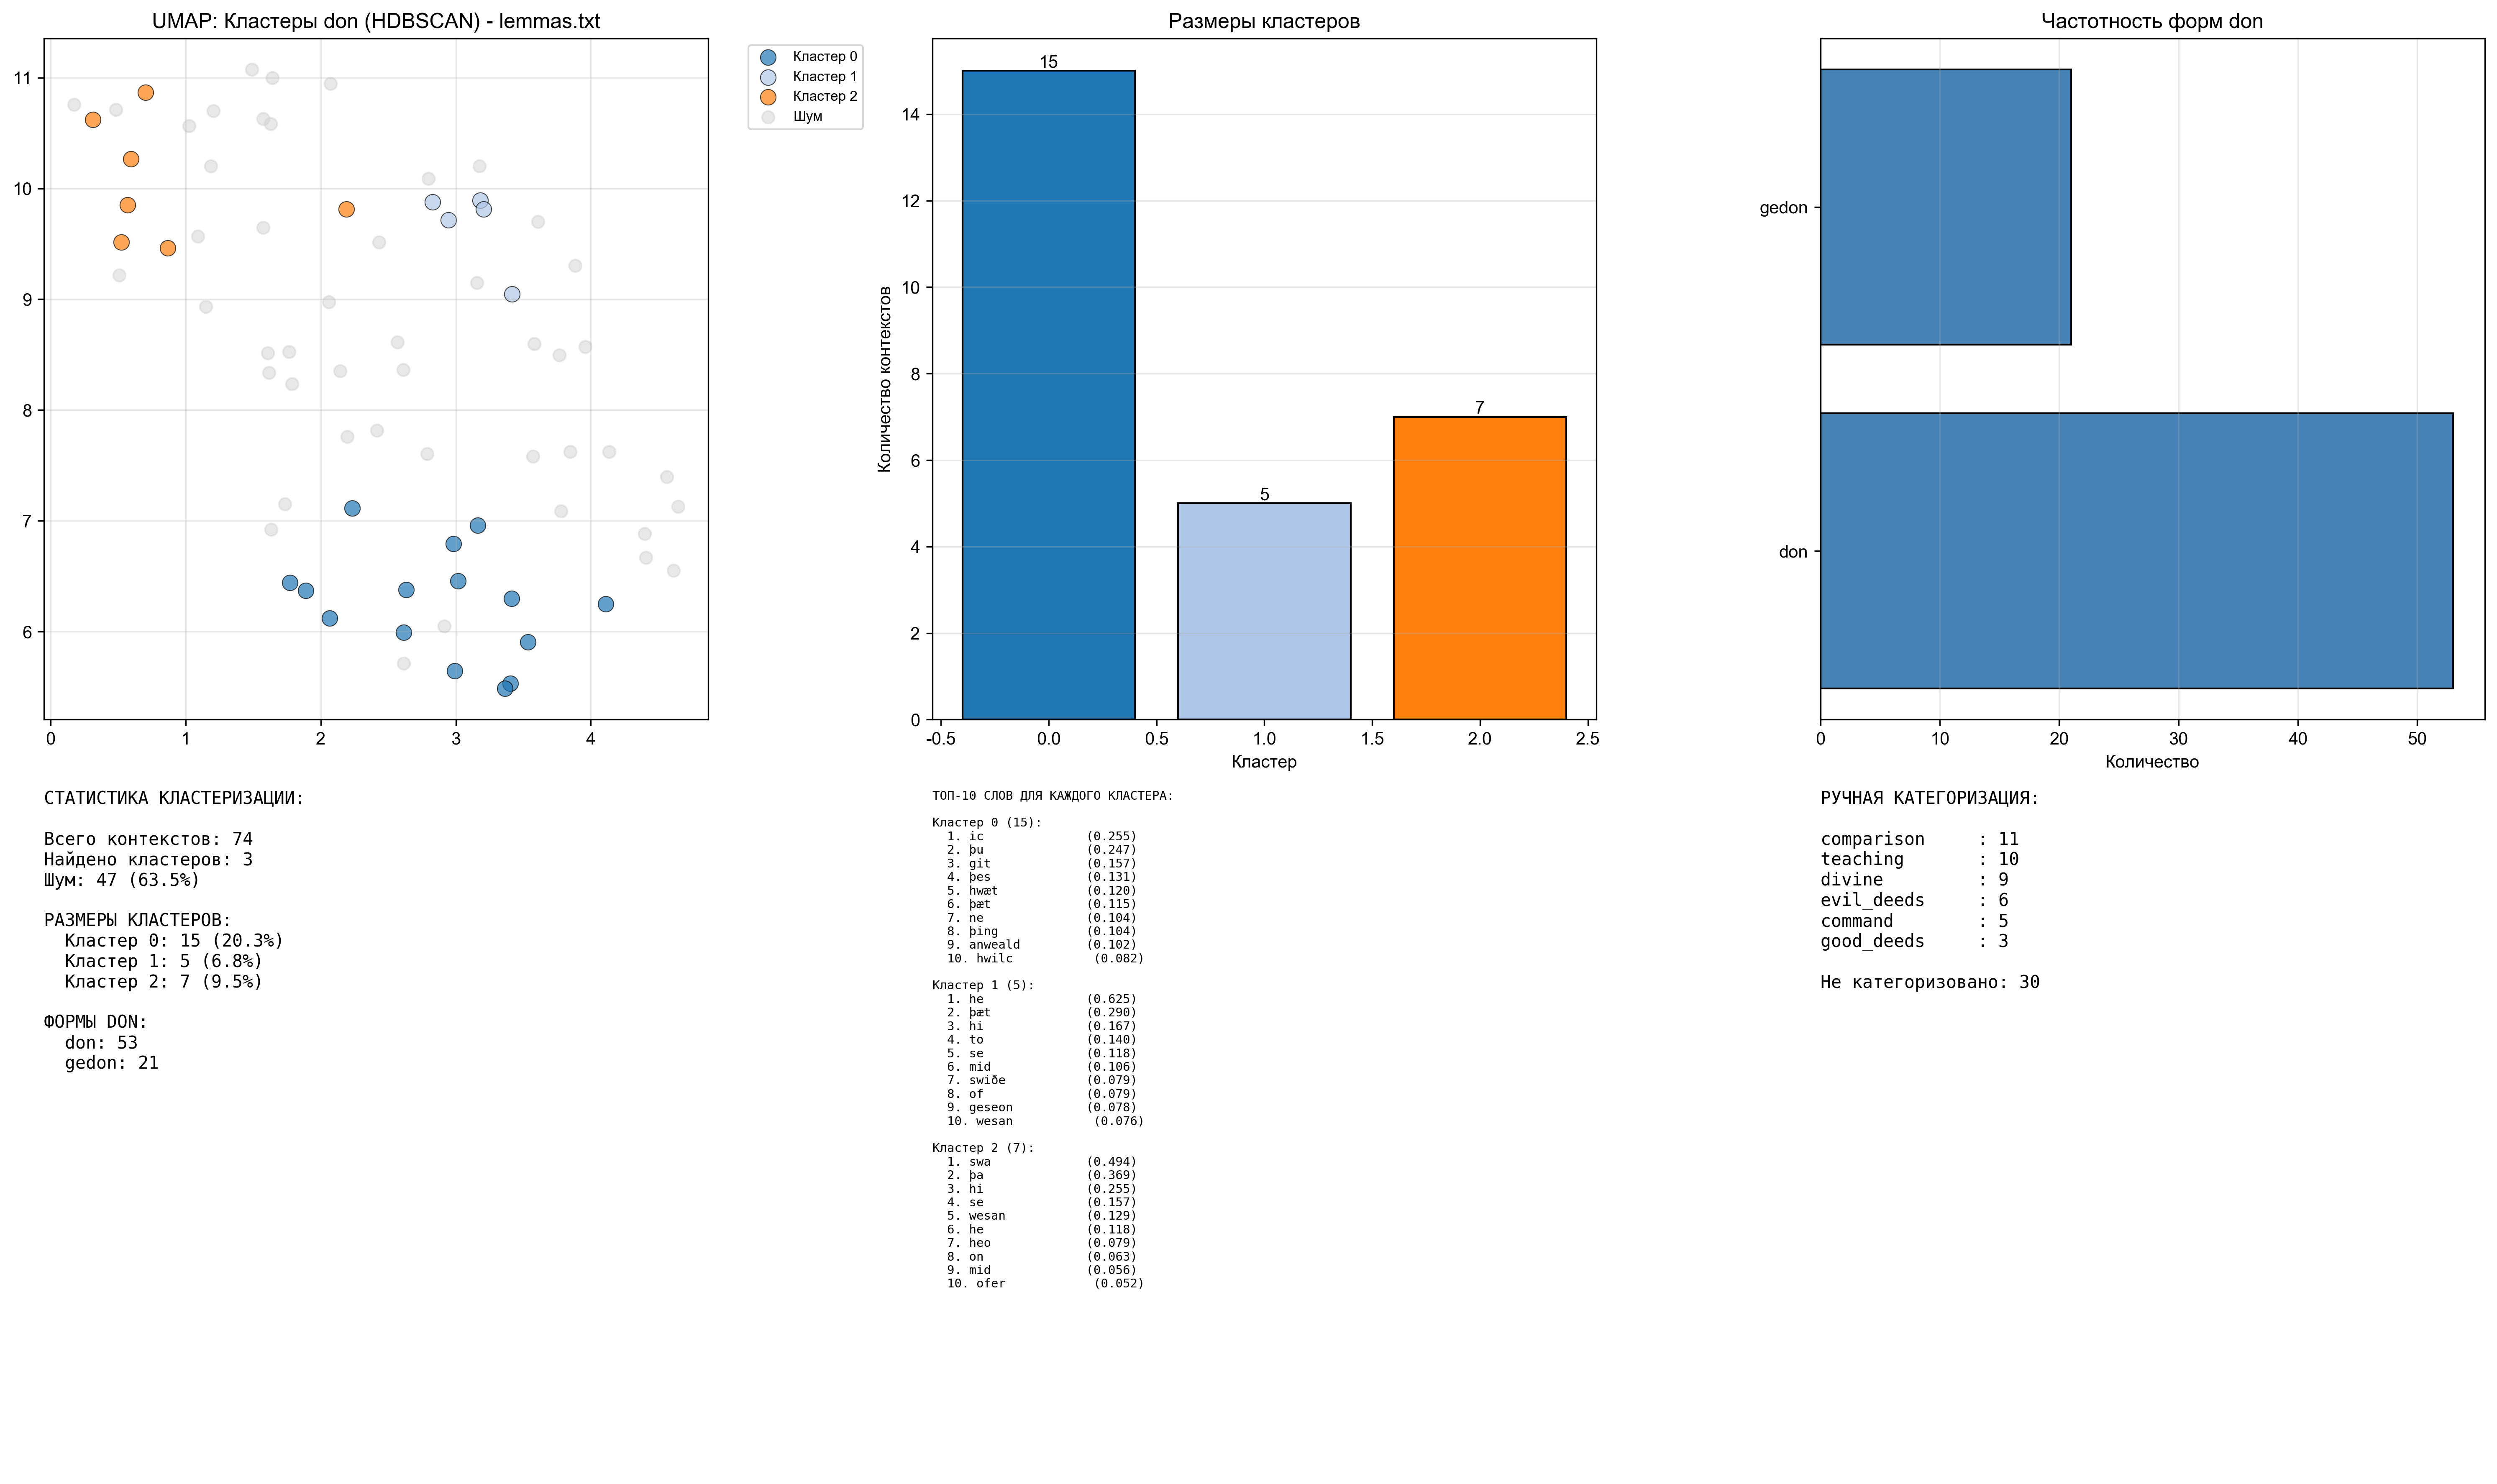 UMAP: Кластеры don (HDBSCAN) - lemmas.txt
11
10
9
8
7
6
0 1 2 3 4
Кластер 0
Кластер 1
Кластер 2
Шум
Размеры кластеров
Количество контекстов
14
12
10
8
6
4
2
0
15
5
7
-0.5 0.0 0.5 1.0 1.5 2.0 2.5
Кластер
Частотность форм don
gedon
don
0 10 20 30 40 50
Количество
СТАТИСТИКА КЛАСТЕРИЗАЦИИ:
Всего контекстов: 74
Найдено кластеров: 3
Шум: 47 (63.5%)
РАЗМЕРЫ КЛАСТЕРОВ:
Кластер 0: 15 (20.3%)
Кластер 1: 5 (6.8%)
Кластер 2: 7 (9.5%)
ФОРМЫ DON:
don: 53
gedon: 21
ТОП-10 СЛОВ ДЛЯ КАЖДОГО КЛАСТЕРА:
Кластер 0 (15):
1. ic (0.255)
2. þu (0.247)
3. git (0.157)
4. þes (0.131)
5. hwæt (0.120)
6. þæt (0.115)
7. ne (0.104)
8. þing (0.104)
9. anweald (0.102)
10. hwilc (0.082)
Кластер 1 (5):
1. he (0.625)
2. þæt (0.290)
3. hi (0.167)
4. to (0.140)
5. se (0.118)
6. mid (0.106)
7. swiðe (0.079)
8. of (0.079)
9. geseon (0.078)
10. wesan (0.076)
Кластер 2 (7):
1. swa (0.494)
2. þa (0.369)
3. hi (0.255)
4. se (0.157)
5. wesan (0.129)
6. he (0.118)
7. heo (0.079)
8. on (0.063)
9. mid (0.056)
10. ofer (0.052)
РУЧНАЯ КАТЕГОРИЗАЦИЯ:
comparison : 11
teaching : 10
divine : 9
evil_deeds : 6
command : 5
good_deeds : 3
Не категоризовано: 30